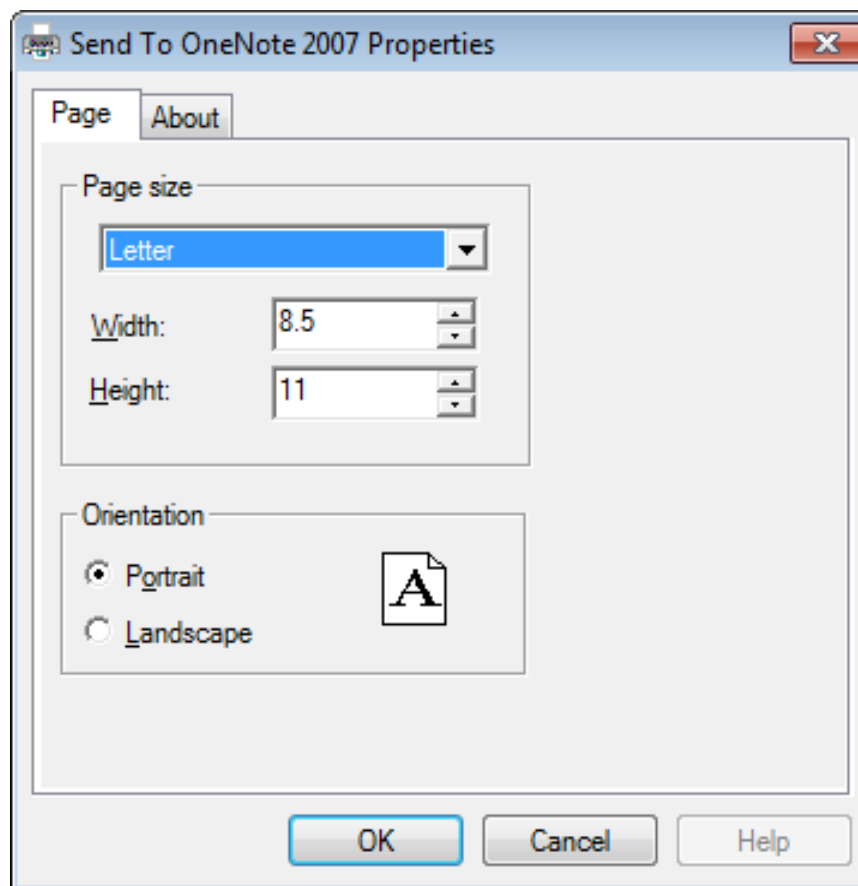 Send To OneNote 2007 Properties
Page About
Page size
Letter
Width: 8.5
Height: 11
Orientation
Portrait
A
Landscape
OK Cancel Help